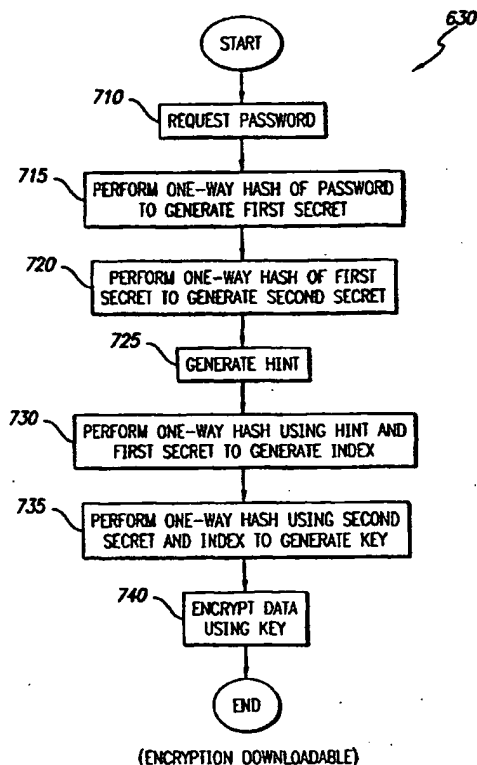 630
START
710
REQUEST PASSWORD
715
PERFORM ONE-WAY HASH OF PASSWORD
TO GENERATE FIRST SECRET
720
PERFORM ONE-WAY HASH OF FIRST
SECRET TO GENERATE SECOND SECRET
725
GENERATE HINT
730
PERFORM ONE-WAY HASH USING HINT AND
FIRST SECRET TO GENERATE INDEX
735
PERFORM ONE-WAY HASH USING SECOND
SECRET AND INDEX TO GENERATE KEY
740
ENCRYPT DATA
USING KEY
END
(ENCRYPTION DOWNLOADABLE)